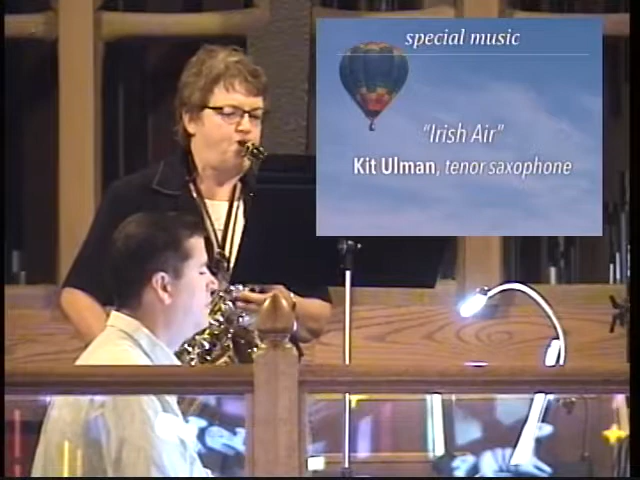 special music
“Irish Air”
Kit Ulman, tenor saxophone